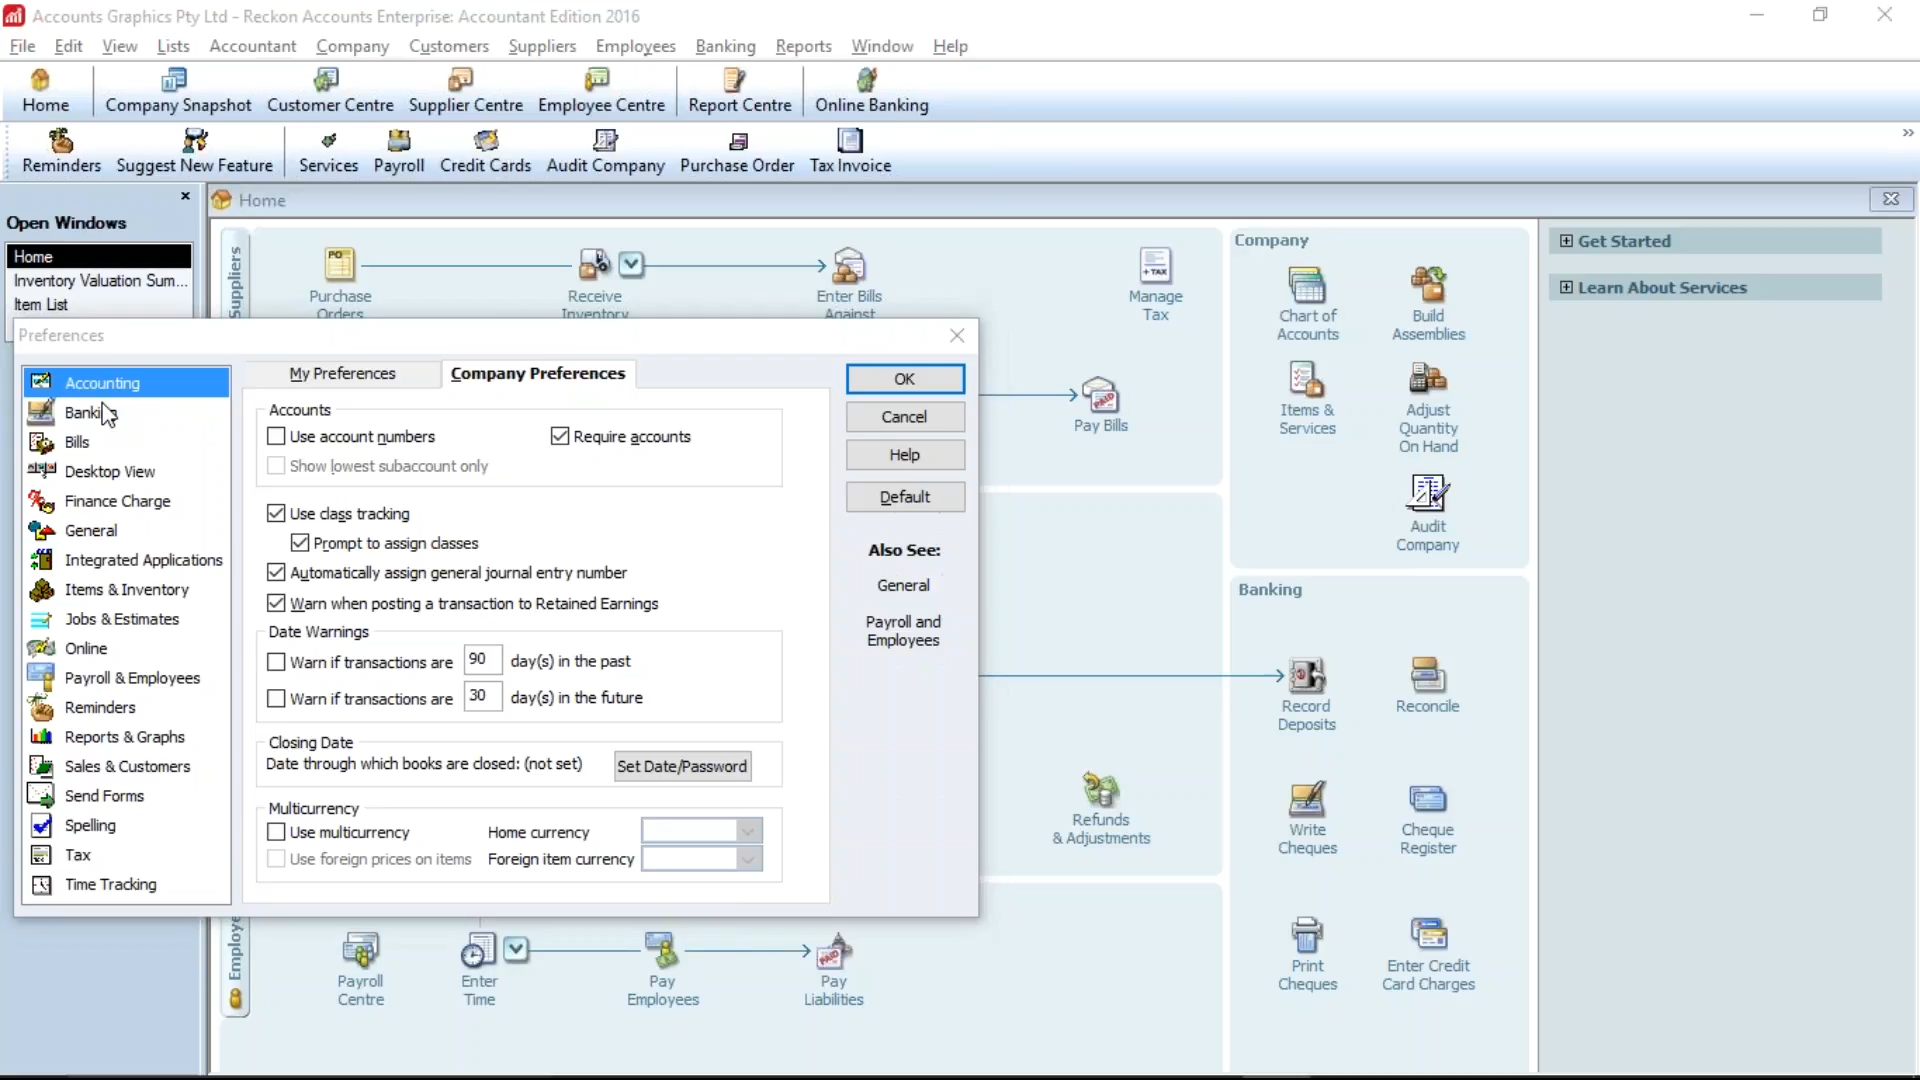 Accounts Graphics Pty Ltd - Reckon Accounts Enterprise: Accountant Edition 2016
File Edit View Lists Accountant Company Customers Suppliers Employees Banking Reports Window Help
Home Company Snapshot Customer Centre Supplier Centre Employee Centre Report Centre Online Banking
Reminders Suggest New Feature Services Payroll Credit Cards Audit Company Purchase Order Tax Invoice
Open Windows
Home
Inventory Valuation Sum...
Item List
Home
Suppliers
Purchase
Orders
Receive
Inventory
Enter Bills
Against
Manage
Tax
Pay Bills
Refunds
& Adjustments
Preferences
Accounting
Banking
Bills
Desktop View
Finance Charge
General
Integrated Applications
Items & Inventory
Jobs & Estimates
Online
Payroll & Employees
Reminders
Reports & Graphs
Sales & Customers
Send Forms
Spelling
Tax
Time Tracking
My Preferences Company Preferences
Accounts
Use account numbers Require accounts
Show lowest subaccount only
Use class tracking
Prompt to assign classes
Automatically assign general journal entry number
Warn when posting a transaction to Retained Earnings
Date Warnings
Warn if transactions are 90 day(s) in the past
Warn if transactions are 30 day(s) in the future
Closing Date
Date through which books are closed: (not set) Set Date/Password
Multicurrency
Use multicurrency Home currency
Use foreign prices on items Foreign item currency
OK
Cancel
Help
Default
Also See:
General
Payroll and
Employees
Payroll
Centre
Enter
Time
Pay
Employees
Pay
Liabilities
Company
Chart of
Accounts
Build
Assemblies
Items &
Services
Adjust
Quantity
On Hand
Audit
Company
Banking
Record
Deposits
Reconcile
Write
Cheques
Cheque
Register
Print
Cheques
Enter Credit
Card Charges
Get Started
Learn About Services